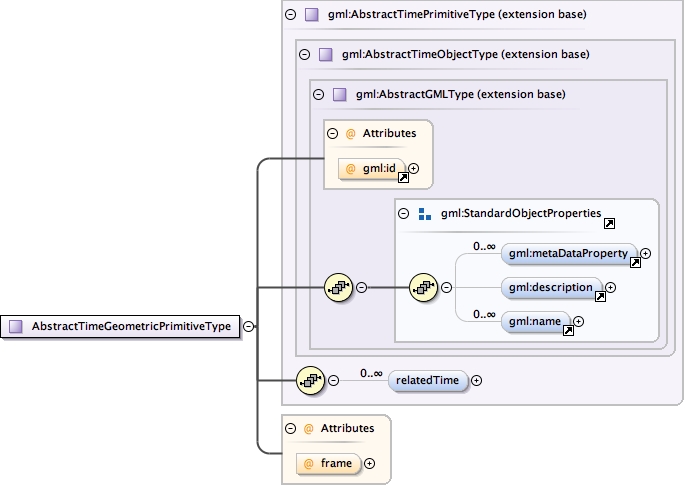 gml:AbstractTimePrimitiveType (extension base)
gml:AbstractTimeObjectType (extension base)
gml:AbstractGMLType (extension base)
@ Attributes
@ gml:id
gml:StandardObjectProperties
0..∞
gml:metaDataProperty
gml:description
0..∞
gml:name
AbstractTimeGeometricPrimitiveType
0..∞
relatedTime
@ Attributes
@ frame